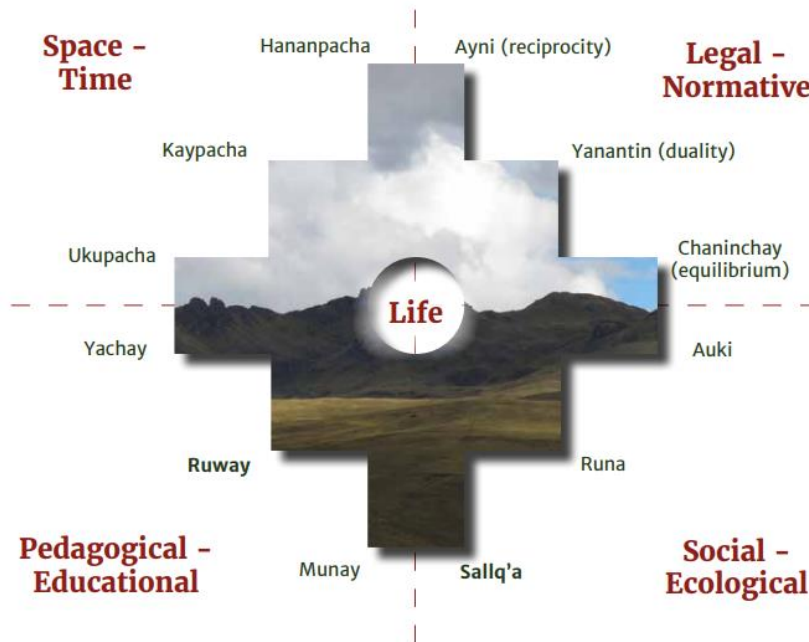 Space -
Time
Hananpacha
Ayni (reciprocity)
Legal -
Normative
Kaypacha
Yanantin (duality)
Ukupacha
Chaninchay
(equilibrium)
Life
Yachay
Auki
Ruway
Runa
Pedagogical -
Educational
Munay
Sallq'a
Social -
Ecological